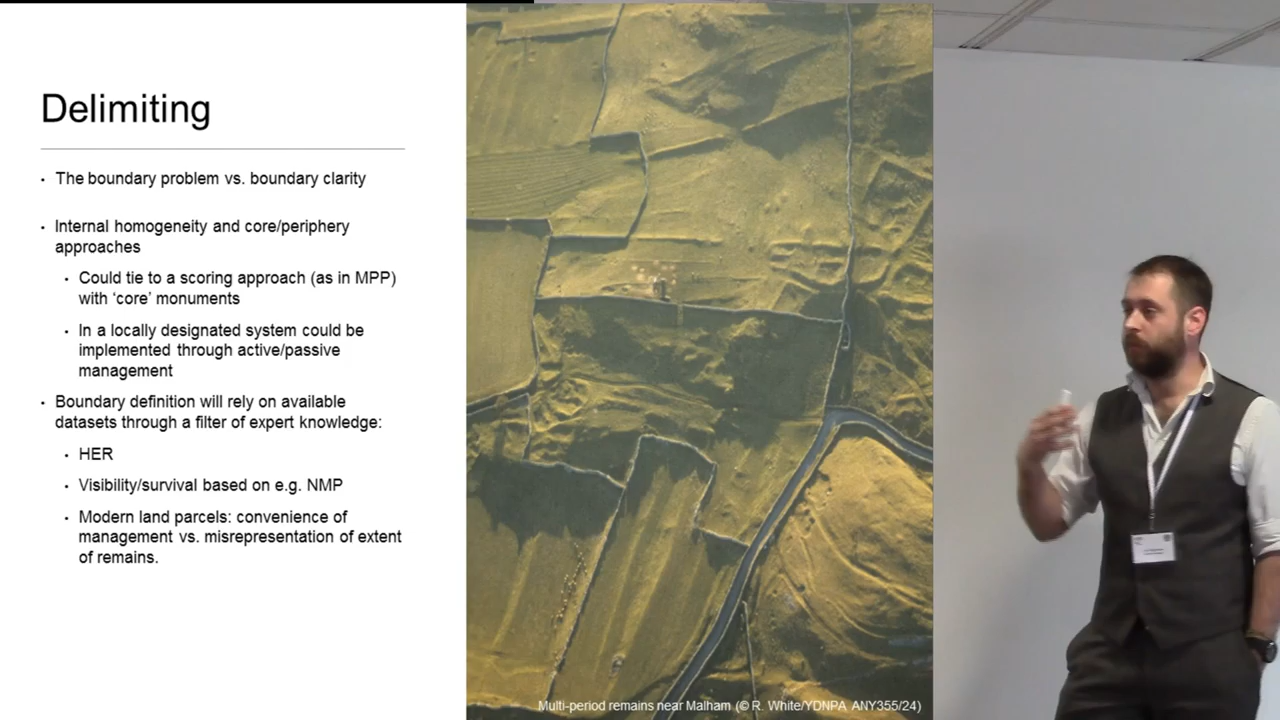 Delimiting
• The boundary problem vs. boundary clarity
• Internal homogeneity and core/periphery
approaches
• Could tie to a scoring approach (as in MPP)
with ‘core’ monuments
• In a locally designated system could be
implemented through active/passive
management
• Boundary definition will rely on available
datasets through a filter of expert knowledge:
• HER
• Visibility/survival based on e.g. NMP
• Modern land parcels: convenience of
management vs. misrepresentation of extent
of remains.
Multi-period remains near Malham (© R. White/YDNPA ANY355/24)